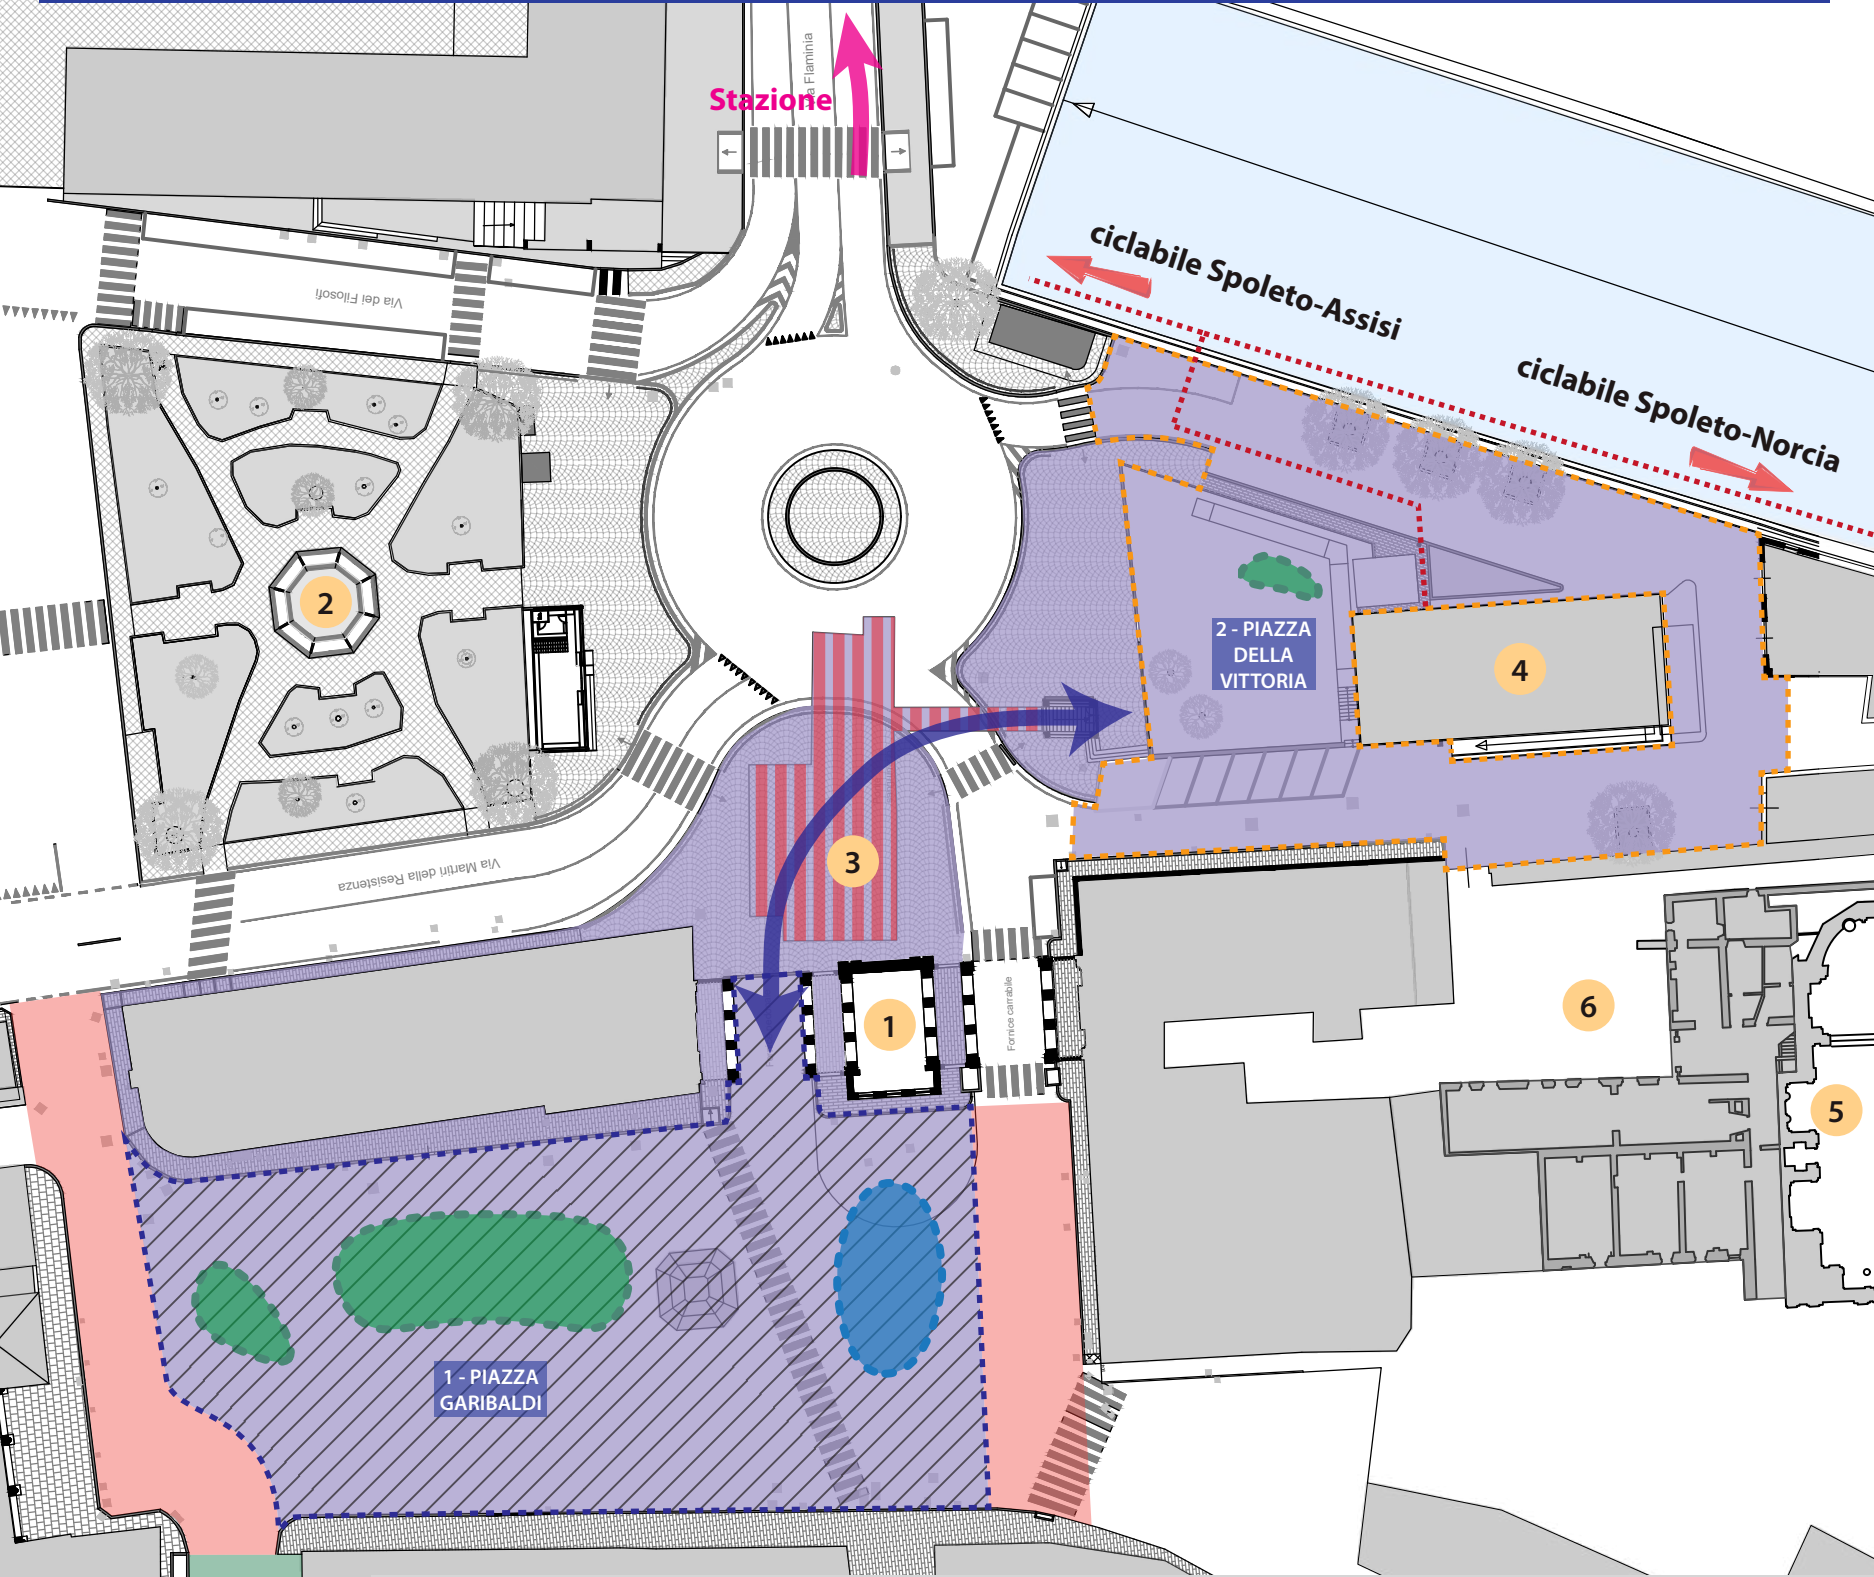 Via Flaminia
Stazione
ciclabile Spoleto-Assisi
Via dei Filosofi
ciclabile Spoleto-Norcia
2
2 - PIAZZA
DELLA
VITTORIA
4
3
Via Martiri della Resistenza
6
1
Fornice carrabile
5
1 - PIAZZA
GARIBALDI